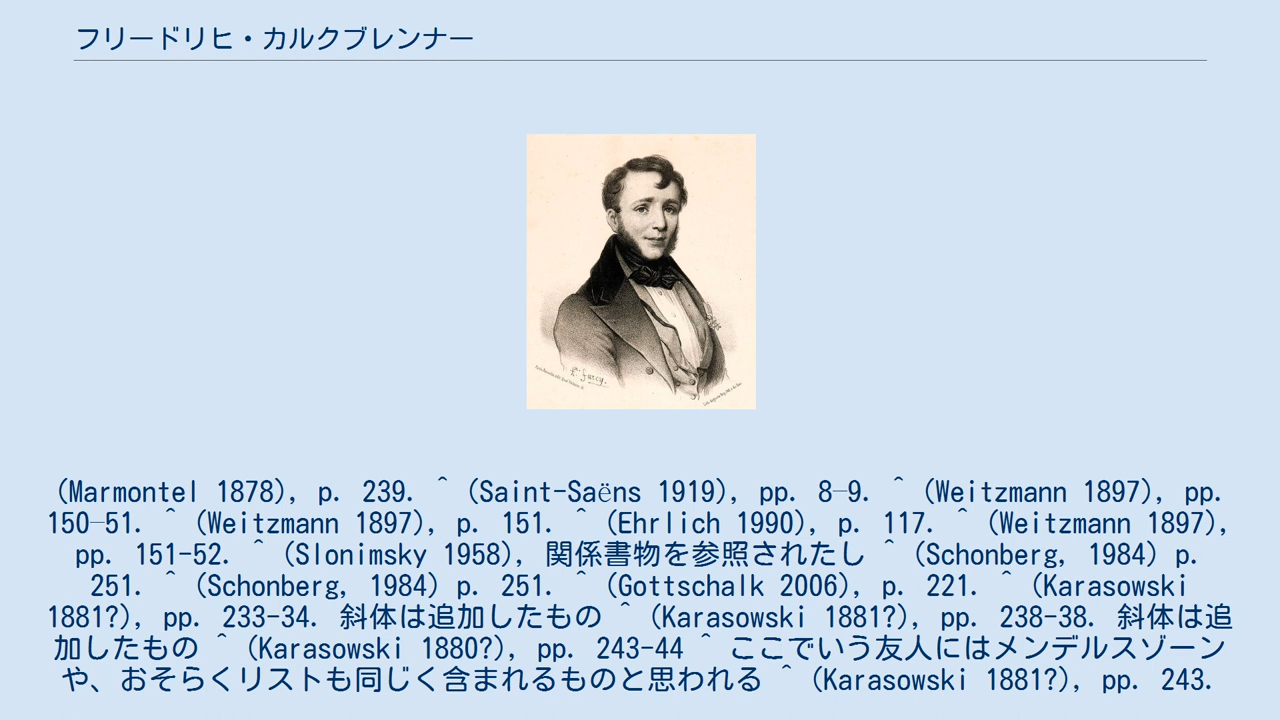 フリードリヒ・カルクブレンナー
(Marmontel 1878), p. 239. ^ (Saint-Saëns 1919), pp. 8–9. ^ (Weitzmann 1897), pp.
150–51. ^ (Weitzmann 1897), p. 151. ^ (Ehrlich 1990), p. 117. ^ (Weitzmann 1897),
pp. 151-52. ^ (Slonimsky 1958), 関係書物を参照されたし ^ (Schonberg, 1984) p.
251. ^ (Schonberg, 1984) p. 251. ^ (Gottschalk 2006), p. 221. ^ (Karasowski
1881?), pp. 233-34. 斜体は追加したもの ^ (Karasowski 1881?), pp. 238-38. 斜体は追
加したもの ^ (Karasowski 1880?), pp. 243-44 ^ ここでいう友人にはメンデルスゾーン
や、おそらくリストも同じく含まれるものと思われる ^ (Karasowski 1881?), pp. 243.